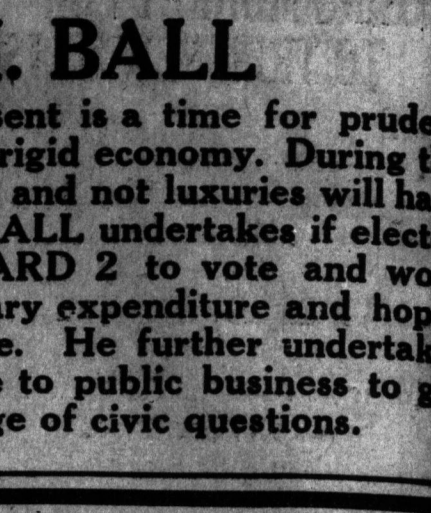 . BALL
sent is a time for prude
rigid economy. During t
and not luxuries will ha
ALL undertakes if elect
ARD 2 to vote and wo
ary expenditure and hop
e. He further undertak
e to public business to g
ge of civic questions.